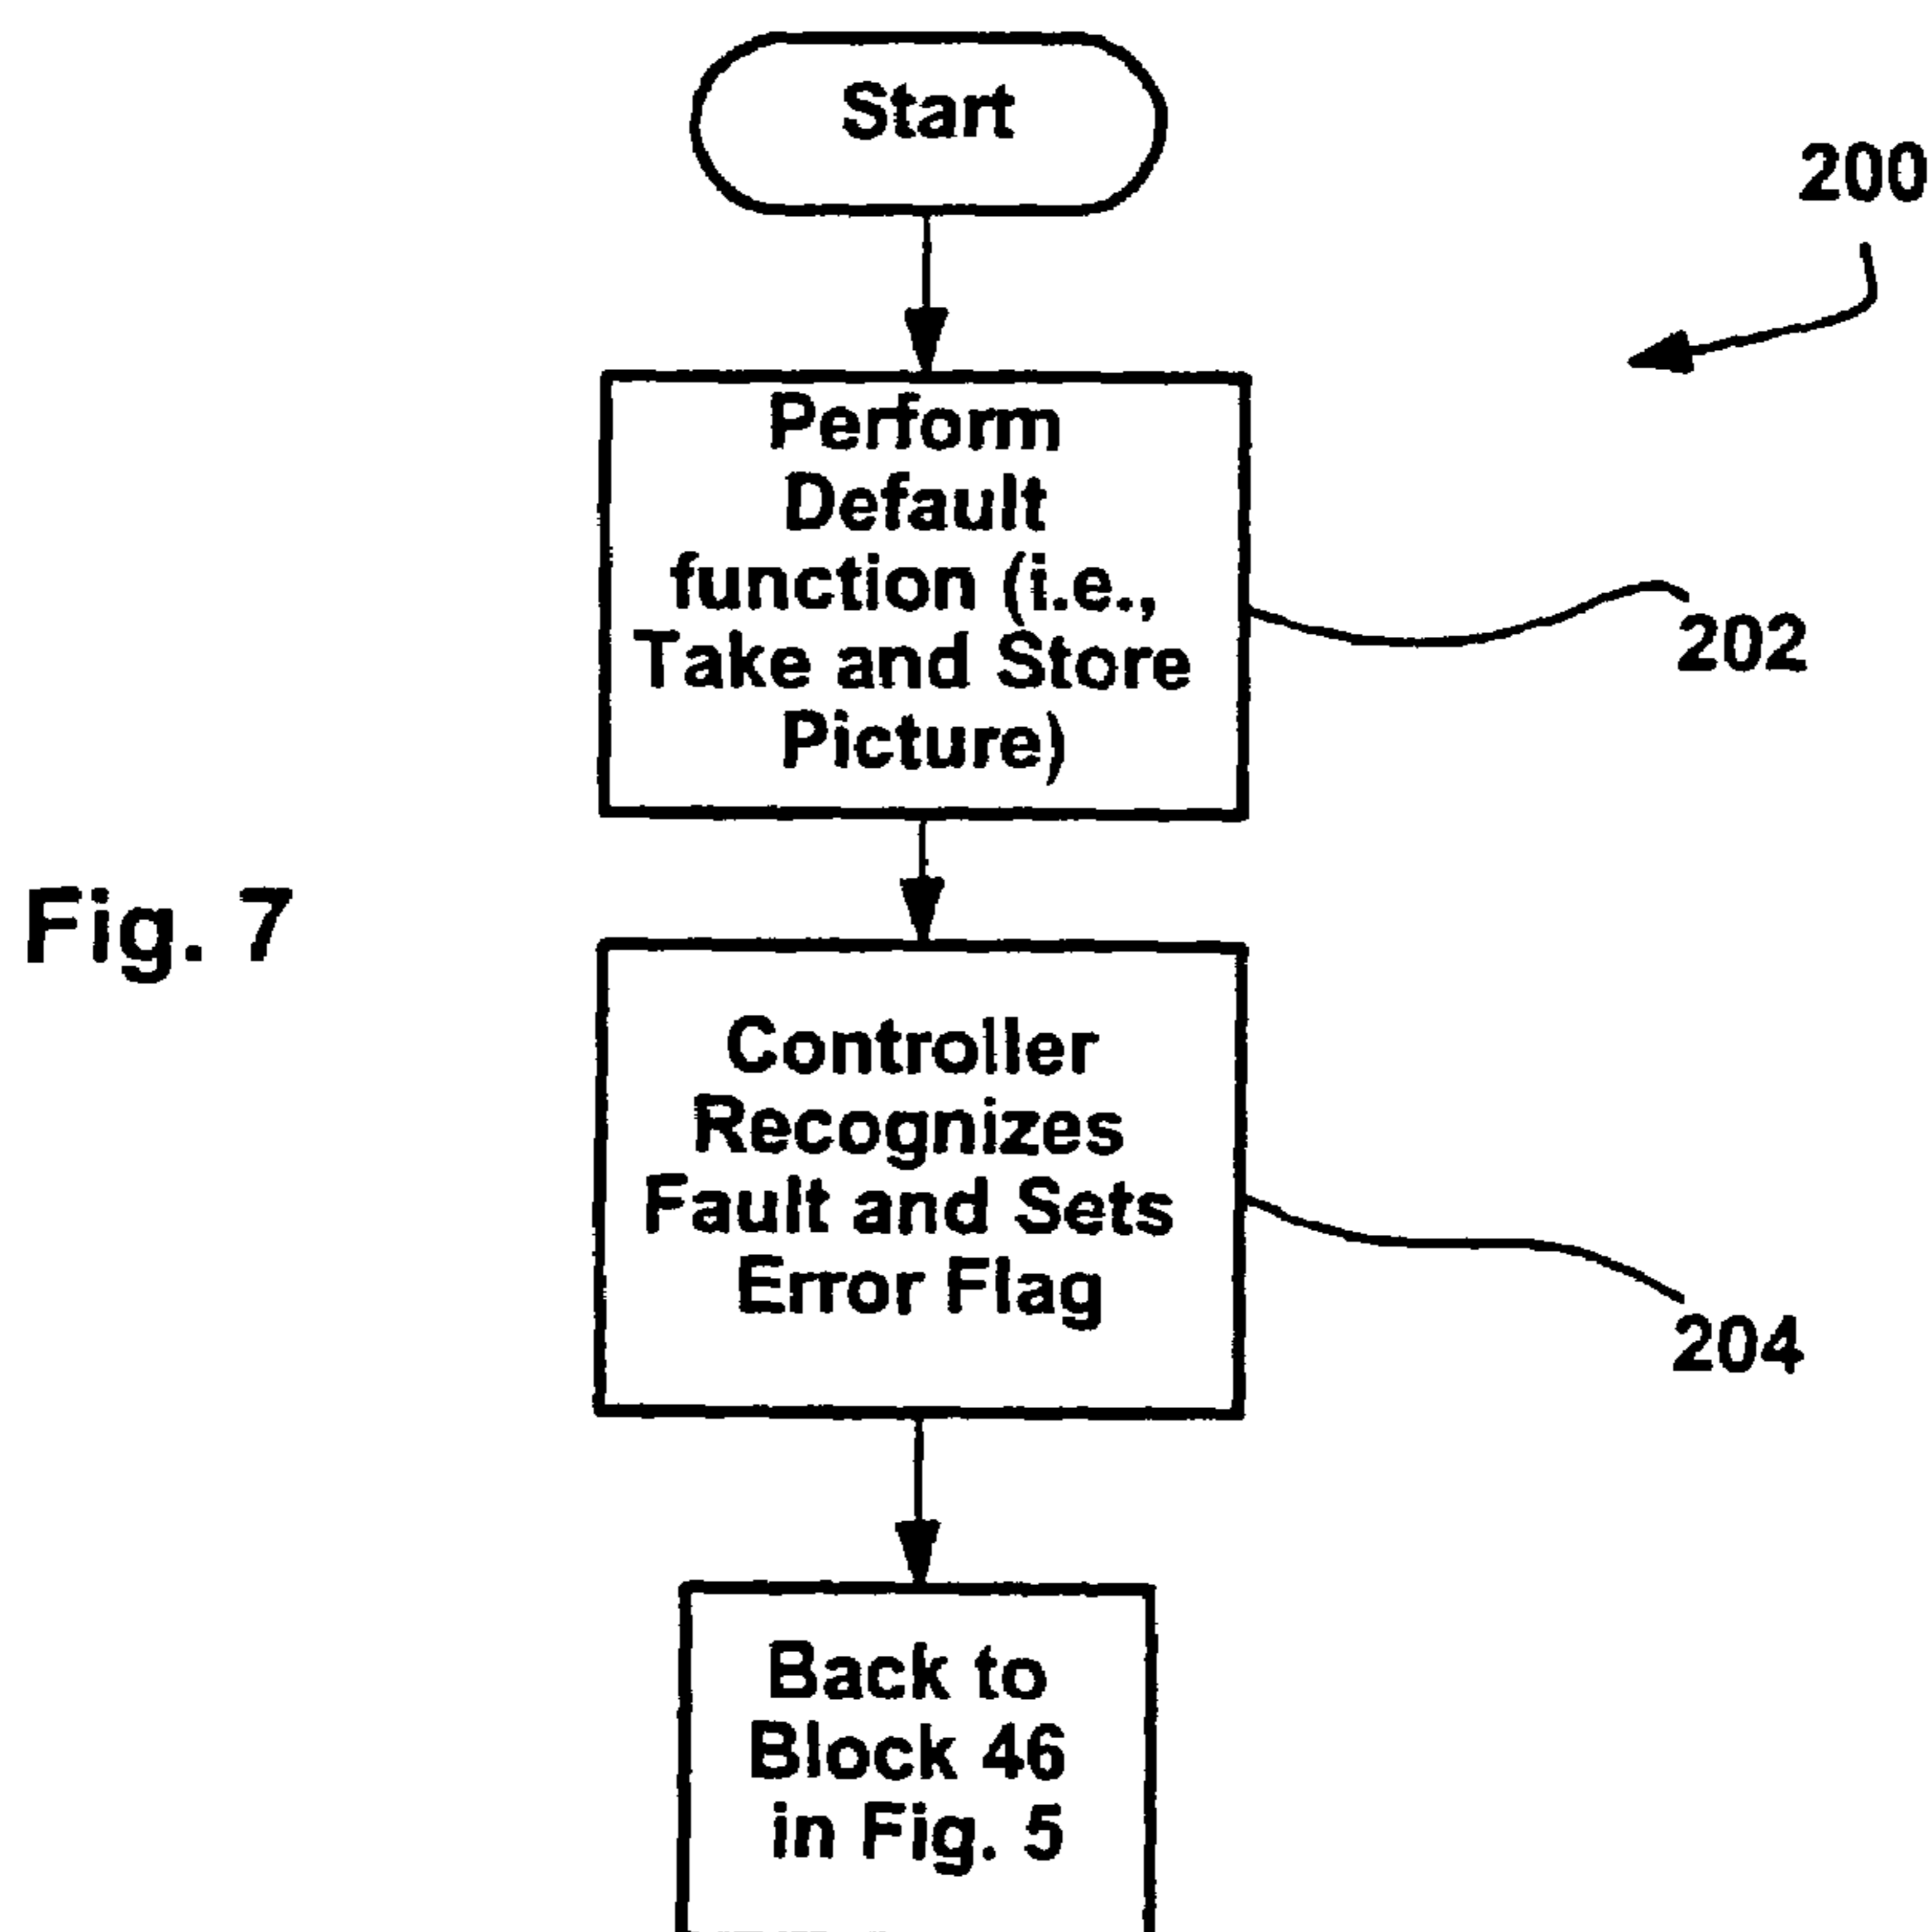 Start
200
Perform
Default
function (i.e.,
Take and Store
Picture)
202
Fig. 7
Controller
Recognizes
Fault and Sets
Error Flag
204
Back to
Block 46
in Fig. 5